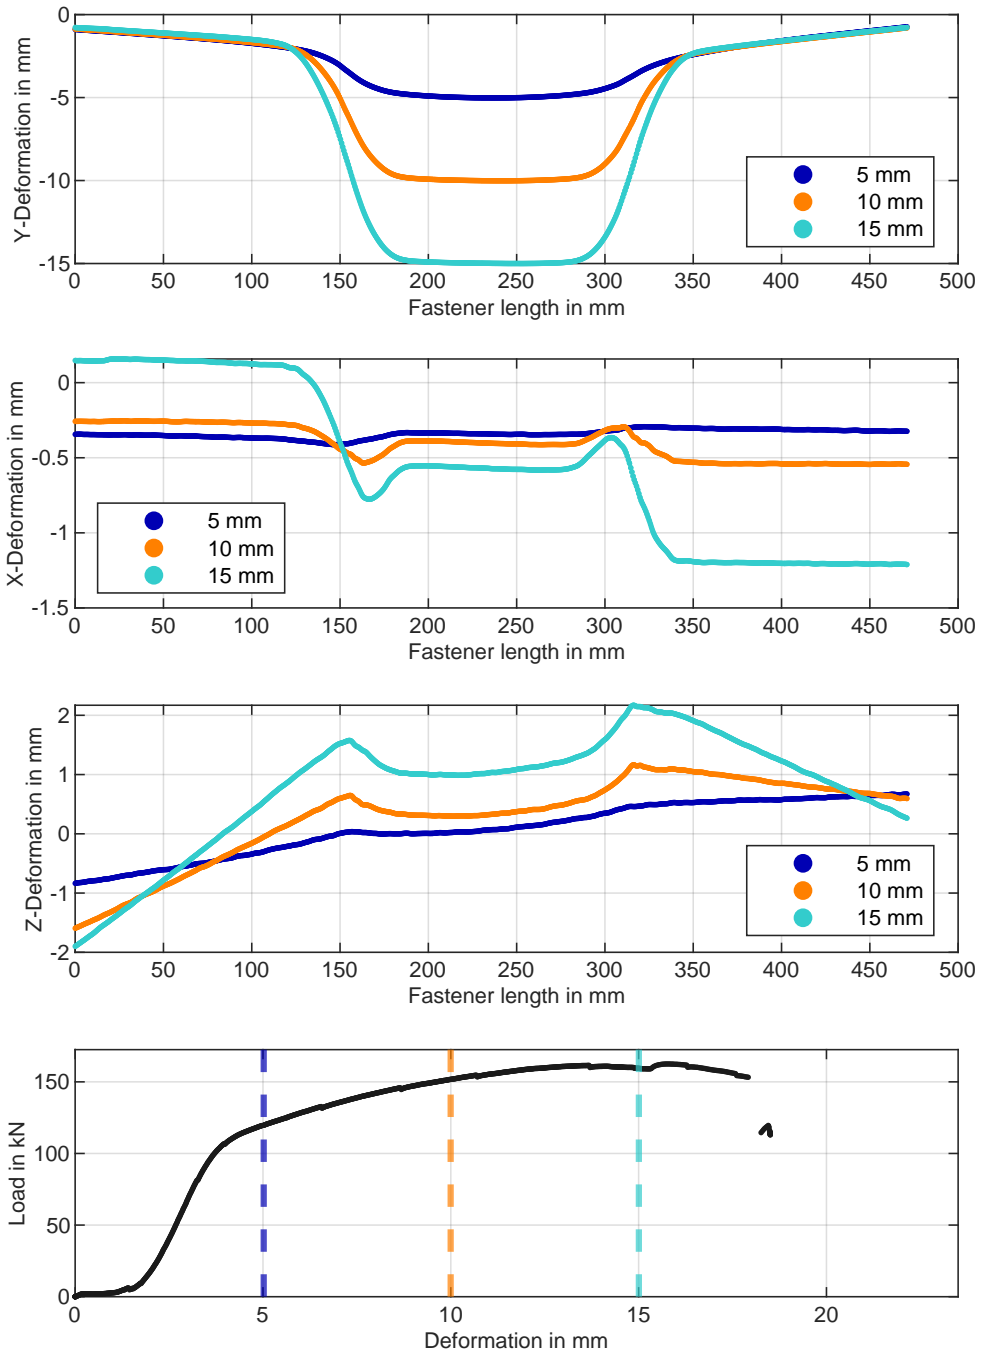 0
-5
-10
-15
Y-Deformation in mm
5 mm
10 mm
15 mm
0 50 100 150 200 250 300 350 400 450 500
Fastener length in mm
0
-0.5
-1
-1.5
X-Deformation in mm
5 mm
10 mm
15 mm
0 50 100 150 200 250 300 350 400 450 500
Fastener length in mm
2
1
0
-1
-2
Z-Deformation in mm
5 mm
10 mm
15 mm
0 50 100 150 200 250 300 350 400 450 500
Fastener length in mm
150
100
50
0
Load in kN
0 5 10 15 20
Deformation in mm